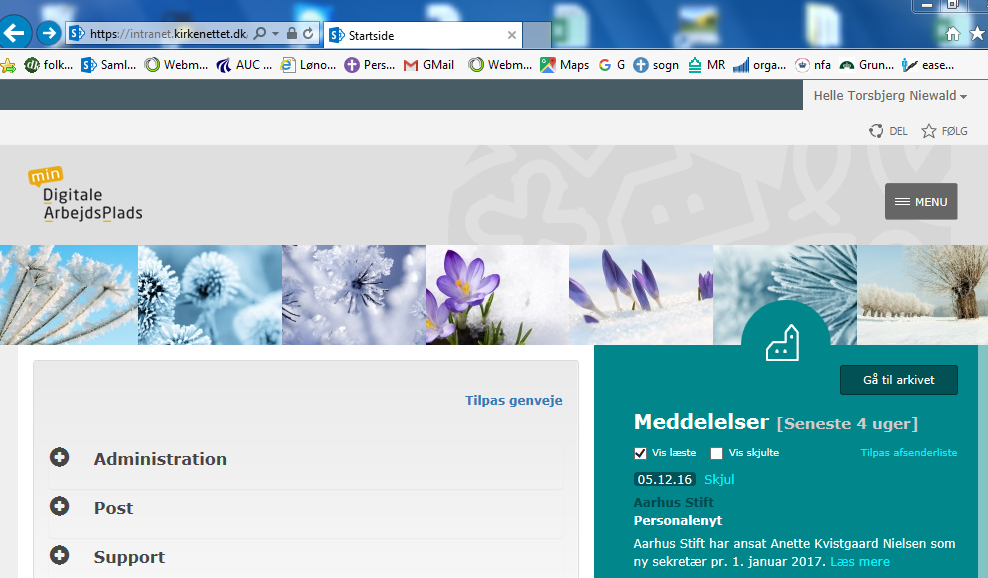 https://intranet.kirkenettet.dk
Startside
folk... Saml... Webm... AUC ... Løno... Pers... GMail Webm... Maps G sogn MR orga... nfa Grun... ease...
Helle Torsbjerg Niewald
DEL FØLG
min
Digitale
ArbejdsPlads
MENU
Tilpas genveje
Administration
Post
Support
Gå til arkivet
Meddelelser [Seneste 4 uger]
Vis læste Vis skjulte Tilpas afsenderliste
05.12.16 Skjul
Aarhus Stift
Personalenyt
Aarhus Stift har ansat Anette Kvistgaard Nielsen som
ny sekretær pr. 1. januar 2017. Læs mere